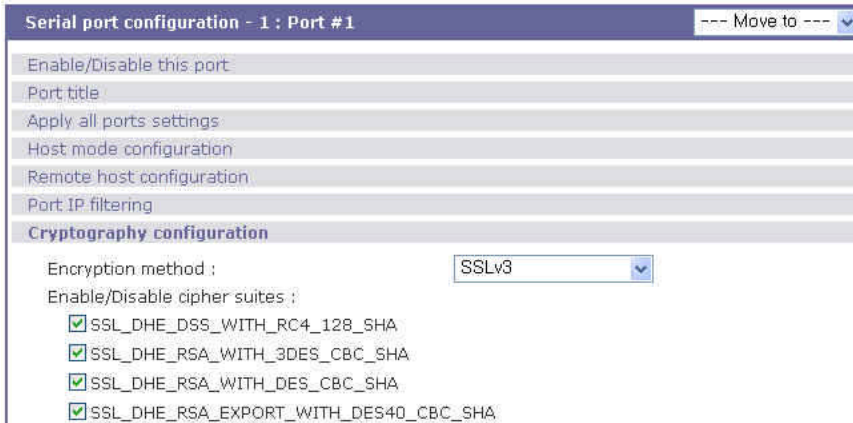 Serial port configuration - 1 : Port #1
--- Move to ---
Enable/Disable this port
Port title
Apply all ports settings
Host mode configuration
Remote host configuration
Port IP filtering
Cryptography configuration
Encryption method :
SSLv3
Enable/Disable cipher suites :
SSL_DHE_DSS_WITH_RC4_128_SHA
SSL_DHE_RSA_WITH_3DES_CBC_SHA
SSL_DHE_RSA_WITH_DES_CBC_SHA
SSL_DHE_RSA_EXPORT_WITH_DES40_CBC_SHA